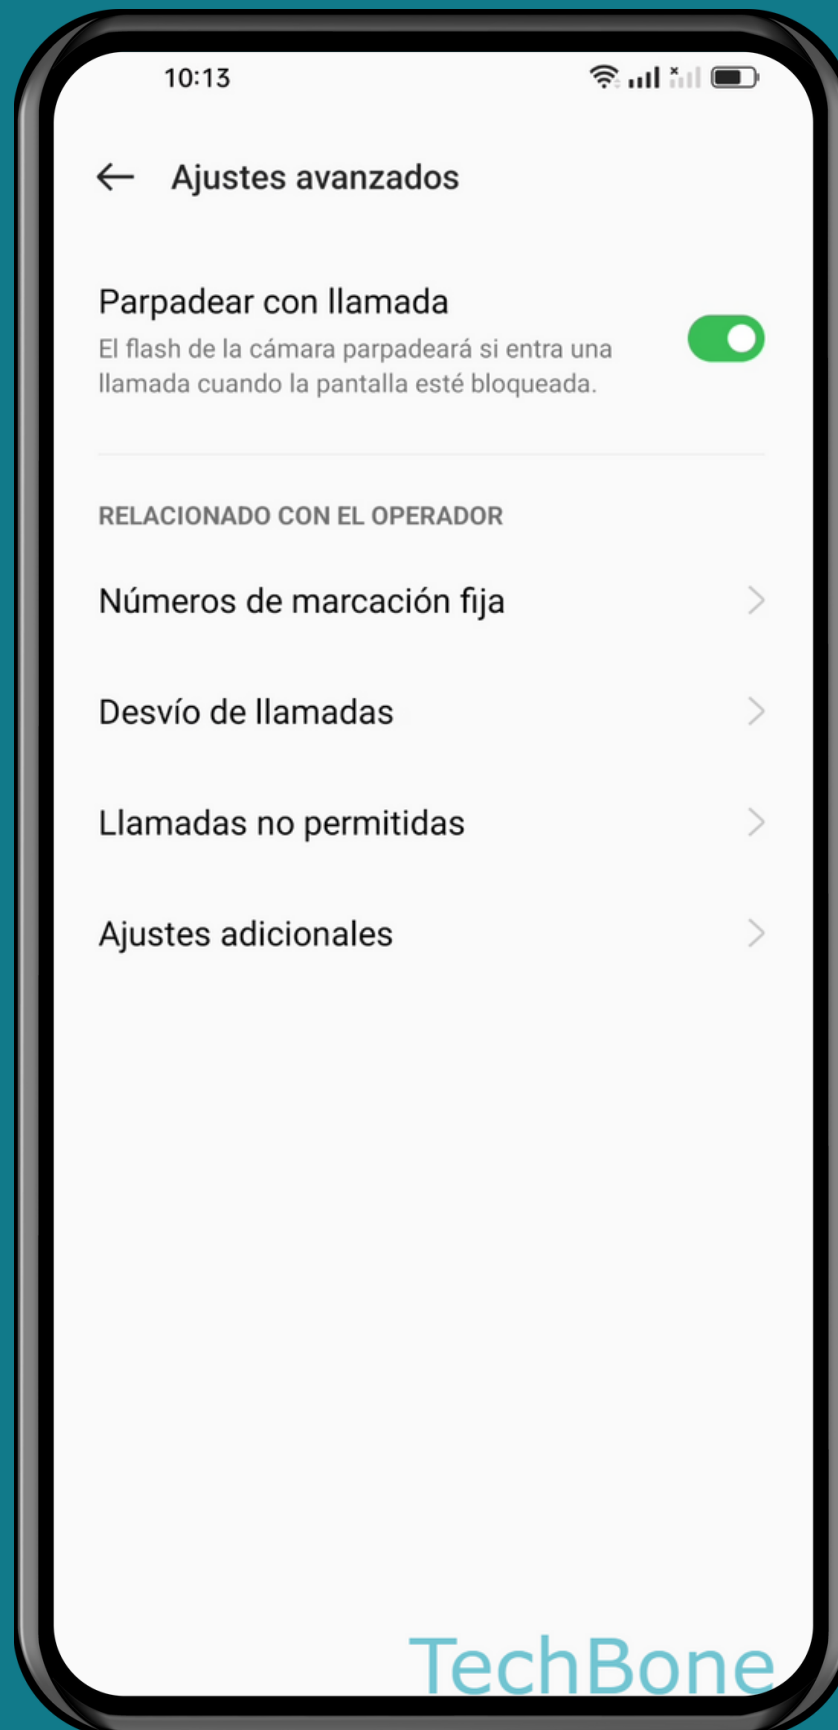 10:13
Ajustes avanzados
Parpadear con llamada
El flash de la cámara parpadeará si entra una
llamada cuando la pantalla esté bloqueada.
RELACIONADO CON EL OPERADOR
Números de marcación fija
Desvío de llamadas
Llamadas no permitidas
Ajustes adicionales
TechBone